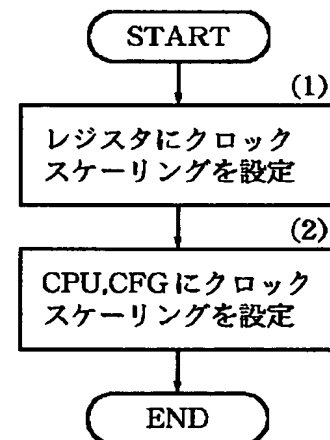 START
(1)
レジスタにクロック
スケーリングを設定
(2)
CPU,CFGにクロック
スケーリングを設定
END